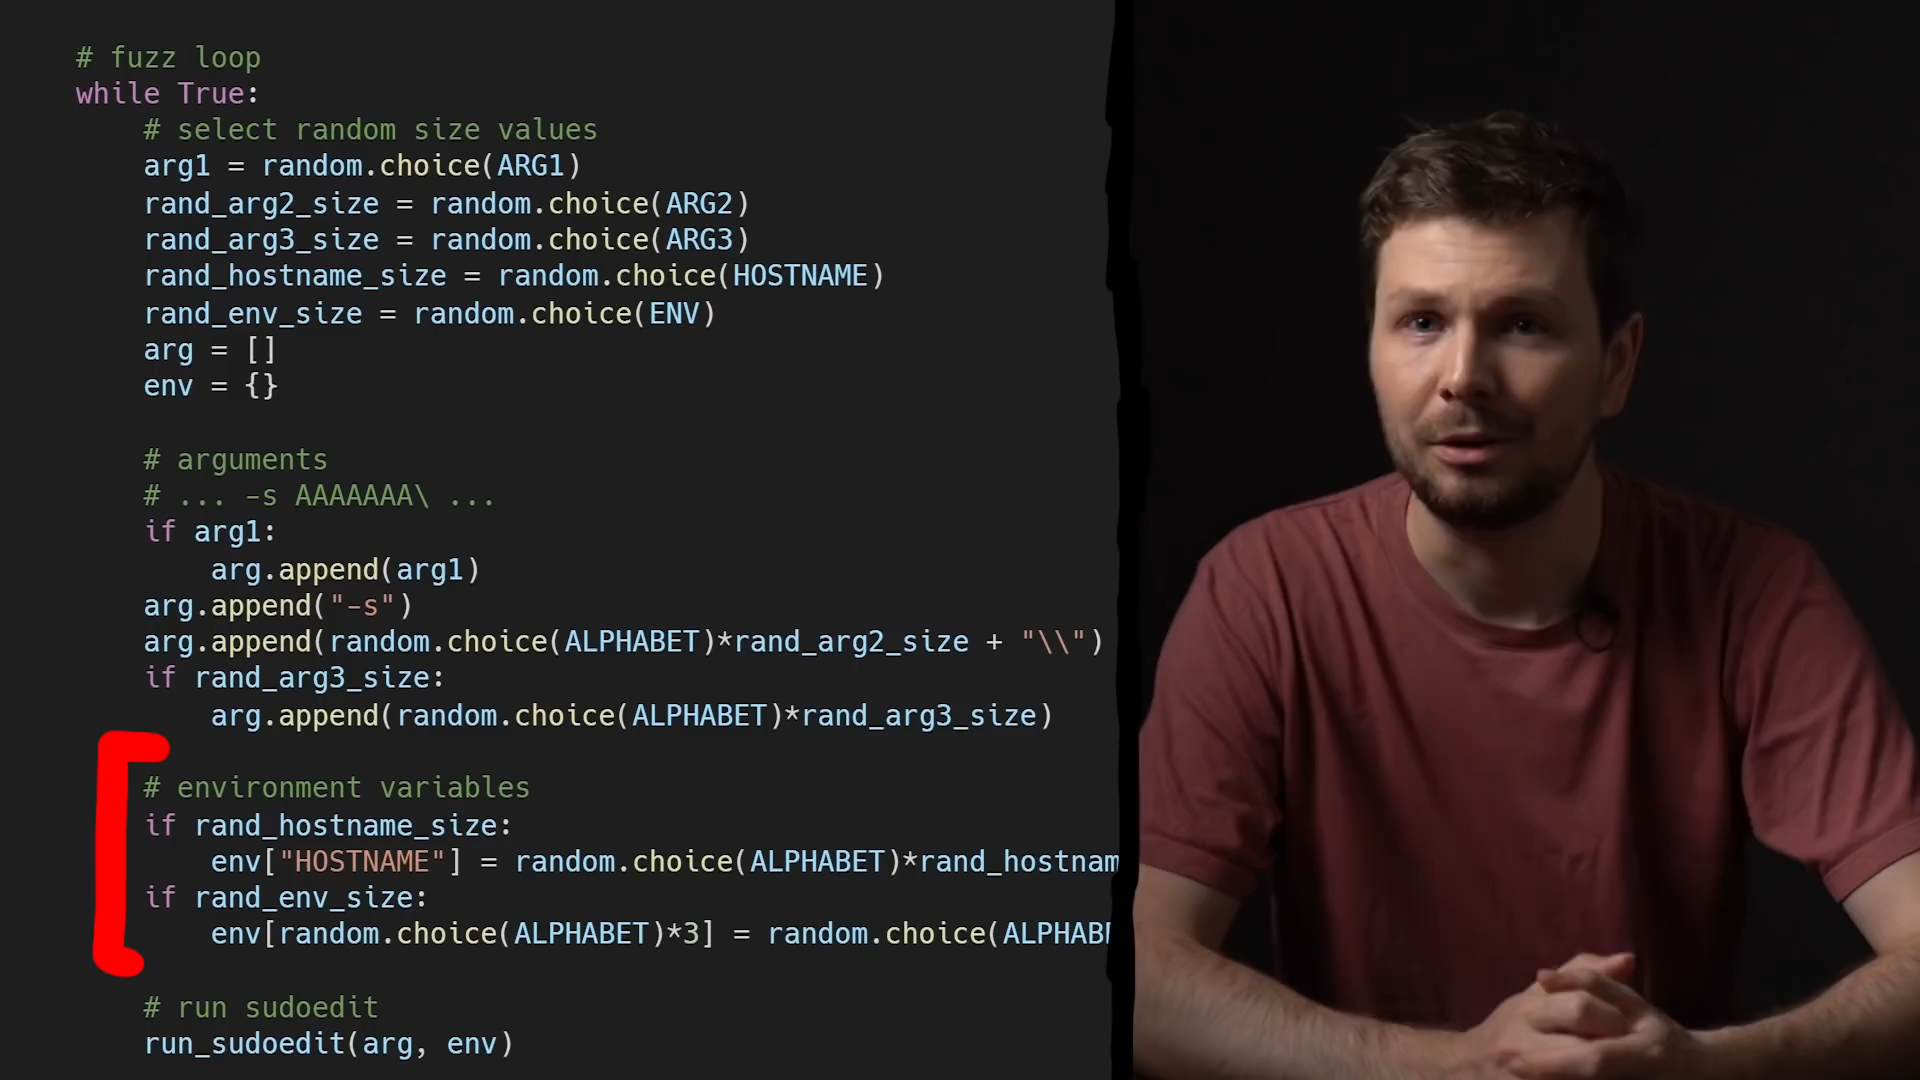 # fuzz loop
while True:
# select random size values
arg1 = random.choice(ARG1)
rand_arg2_size = random.choice(ARG2)
rand_arg3_size = random.choice(ARG3)
rand_hostname_size = random.choice(HOSTNAME)
rand_env_size = random.choice(ENV)
arg = []
env = {}
# arguments
# ... -s AAAAAAA\ ...
if arg1:
arg.append(arg1)
arg.append("-s")
arg.append(random.choice(ALPHABET)*rand_arg2_size + "\\")
if rand_arg3_size:
arg.append(random.choice(ALPHABET)*rand_arg3_size)
# environment variables
if rand_hostname_size:
env["HOSTNAME"] = random.choice(ALPHABET)*rand_hostnam
if rand_env_size:
env[random.choice(ALPHABET)*3] = random.choice(ALPHAB
# run sudoedit
run_sudoedit(arg, env)